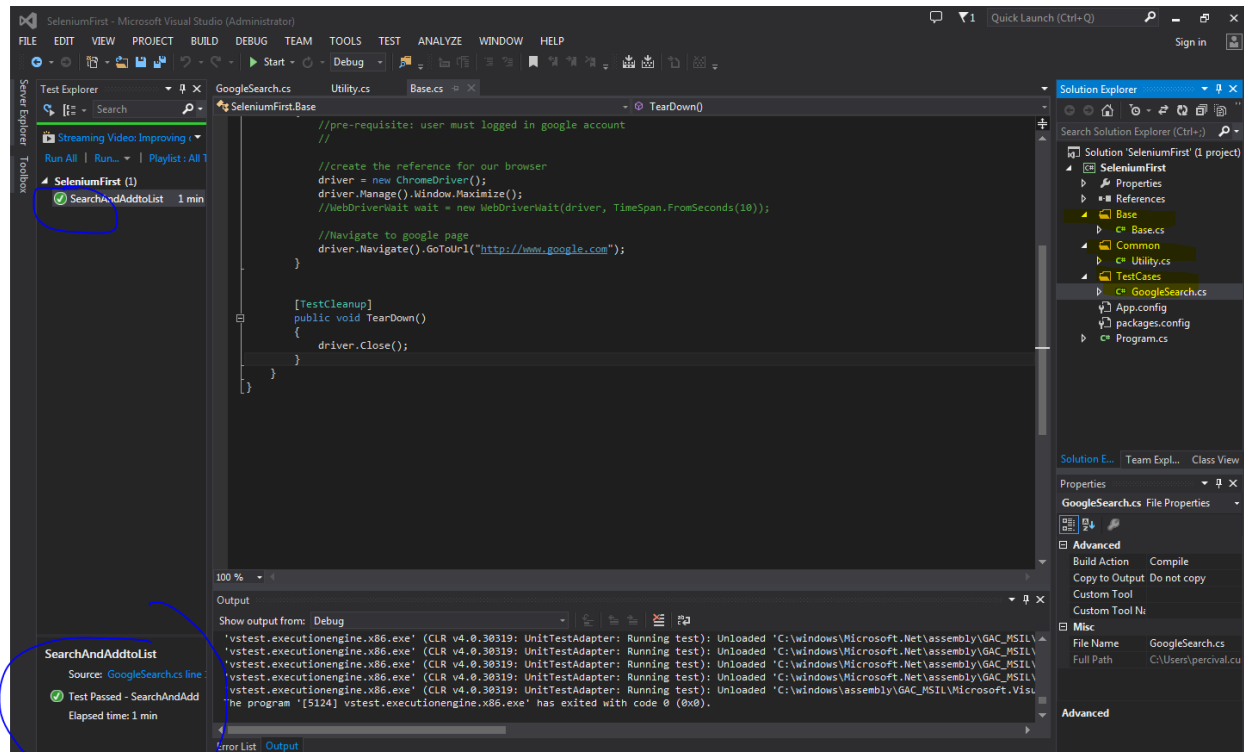 SeleniumFirst - Microsoft Visual Studio (Administrator)
1
Quick Launch (Ctrl+Q)
FILE EDIT VIEW PROJECT BUILD DEBUG TEAM TOOLS TEST ANALYZE WINDOW HELP
Sign in
Start
Debug
Server Explorer
Toolbox
Test Explorer
Search
Streaming Video: Improving
Run All | Run... Playlist : All
SeleniumFirst (1)
SearchAndAddtoList 1 min
SearchAndAddtoList
Source: GoogleSearch.cs line
Test Passed - SearchAndAdd
Elapsed time: 1 min
GoogleSearch.cs Utility.cs Base.cs
SeleniumFirst.Base TearDown()
//pre-requisite: user must logged in google account
//
//create the reference for our browser
driver = new ChromeDriver();
driver.Manage().Window.Maximize();
//WebDriverWait wait = new WebDriverWait(driver, TimeSpan.FromSeconds(10));
//Navigate to google page
driver.Navigate().GoToUrl("http://www.google.com");
}
[TestCleanup]
public void TearDown()
{
driver.Close();
}
}
}
100 %
Output
Show output from: Debug
'vstest.executionengine.x86.exe' (CLR v4.0.30319: UnitTestAdapter: Running test): Unloaded 'C:\windows\Microsoft.Net\assembly\GAC_MSIL\
'vstest.executionengine.x86.exe' (CLR v4.0.30319: UnitTestAdapter: Running test): Unloaded 'C:\windows\Microsoft.Net\assembly\GAC_MSIL\
'vstest.executionengine.x86.exe' (CLR v4.0.30319: UnitTestAdapter: Running test): Unloaded 'C:\windows\Microsoft.Net\assembly\GAC_MSIL\
'vstest.executionengine.x86.exe' (CLR v4.0.30319: UnitTestAdapter: Running test): Unloaded 'C:\windows\Microsoft.Net\assembly\GAC_MSIL\
'vstest.executionengine.x86.exe' (CLR v4.0.30319: UnitTestAdapter: Running test): Unloaded 'C:\windows\assembly\GAC_MSIL\Microsoft.Visu
The program '[5124] vstest.executionengine.x86.exe' has exited with code 0 (0x0).
Error List Output
Solution Explorer
Search Solution Explorer (Ctrl+;)
Solution 'SeleniumFirst' (1 project)
C# SeleniumFirst
Properties
References
Base
C# Base.cs
Common
C# Utility.cs
TestCases
C# GoogleSearch.cs
App.config
packages.config
C# Program.cs
Solution E... Team Expl... Class View
Properties
GoogleSearch.cs File Properties
Advanced
Build Action Compile
Copy to Output Do not copy
Custom Tool
Custom Tool Na
Misc
File Name GoogleSearch.cs
Full Path C:\Users\percival.cu
Advanced